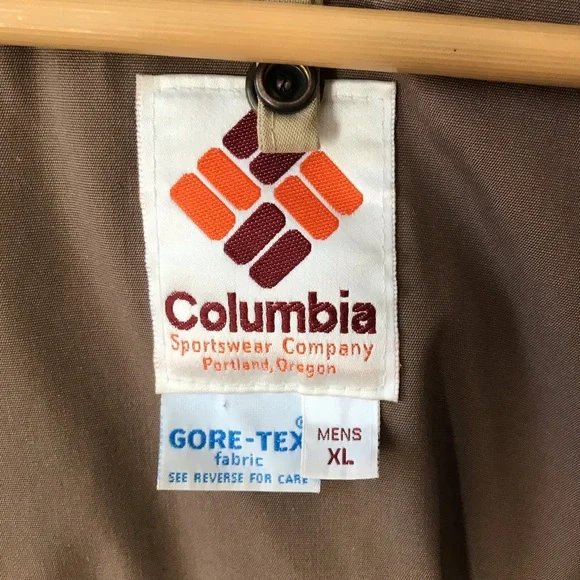 Columbia
Sportswear Company
Portland, Oregon
GORE-TEX®
fabric
SEE REVERSE FOR CARE
MENS
XL